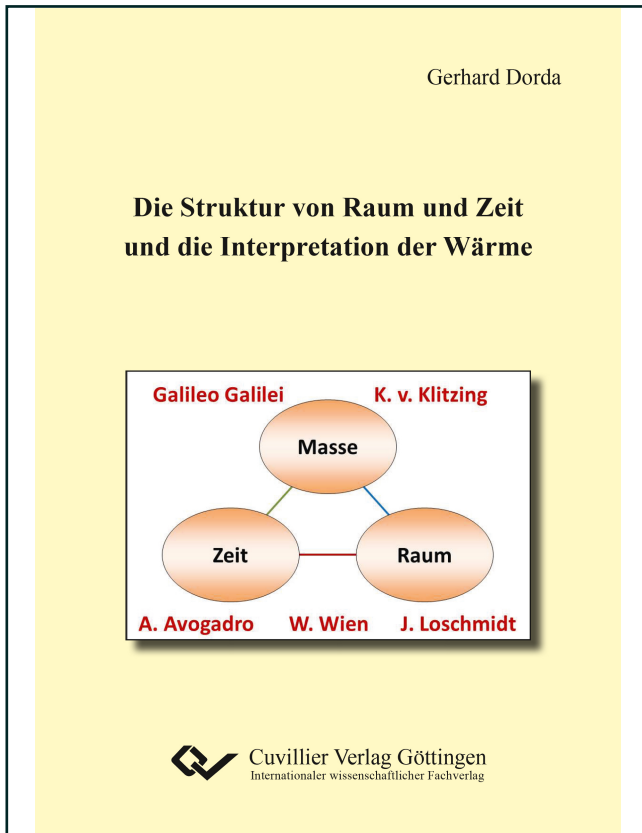 Gerhard Dorda
Die Struktur von Raum und Zeit
und die Interpretation der Wärme
Galileo Galilei K. v. Klitzing
Masse
Zeit Raum
A. Avogadro W. Wien J. Loschmidt
Cuvillier Verlag Göttingen
Internationaler wissenschaftlicher Fachverlag